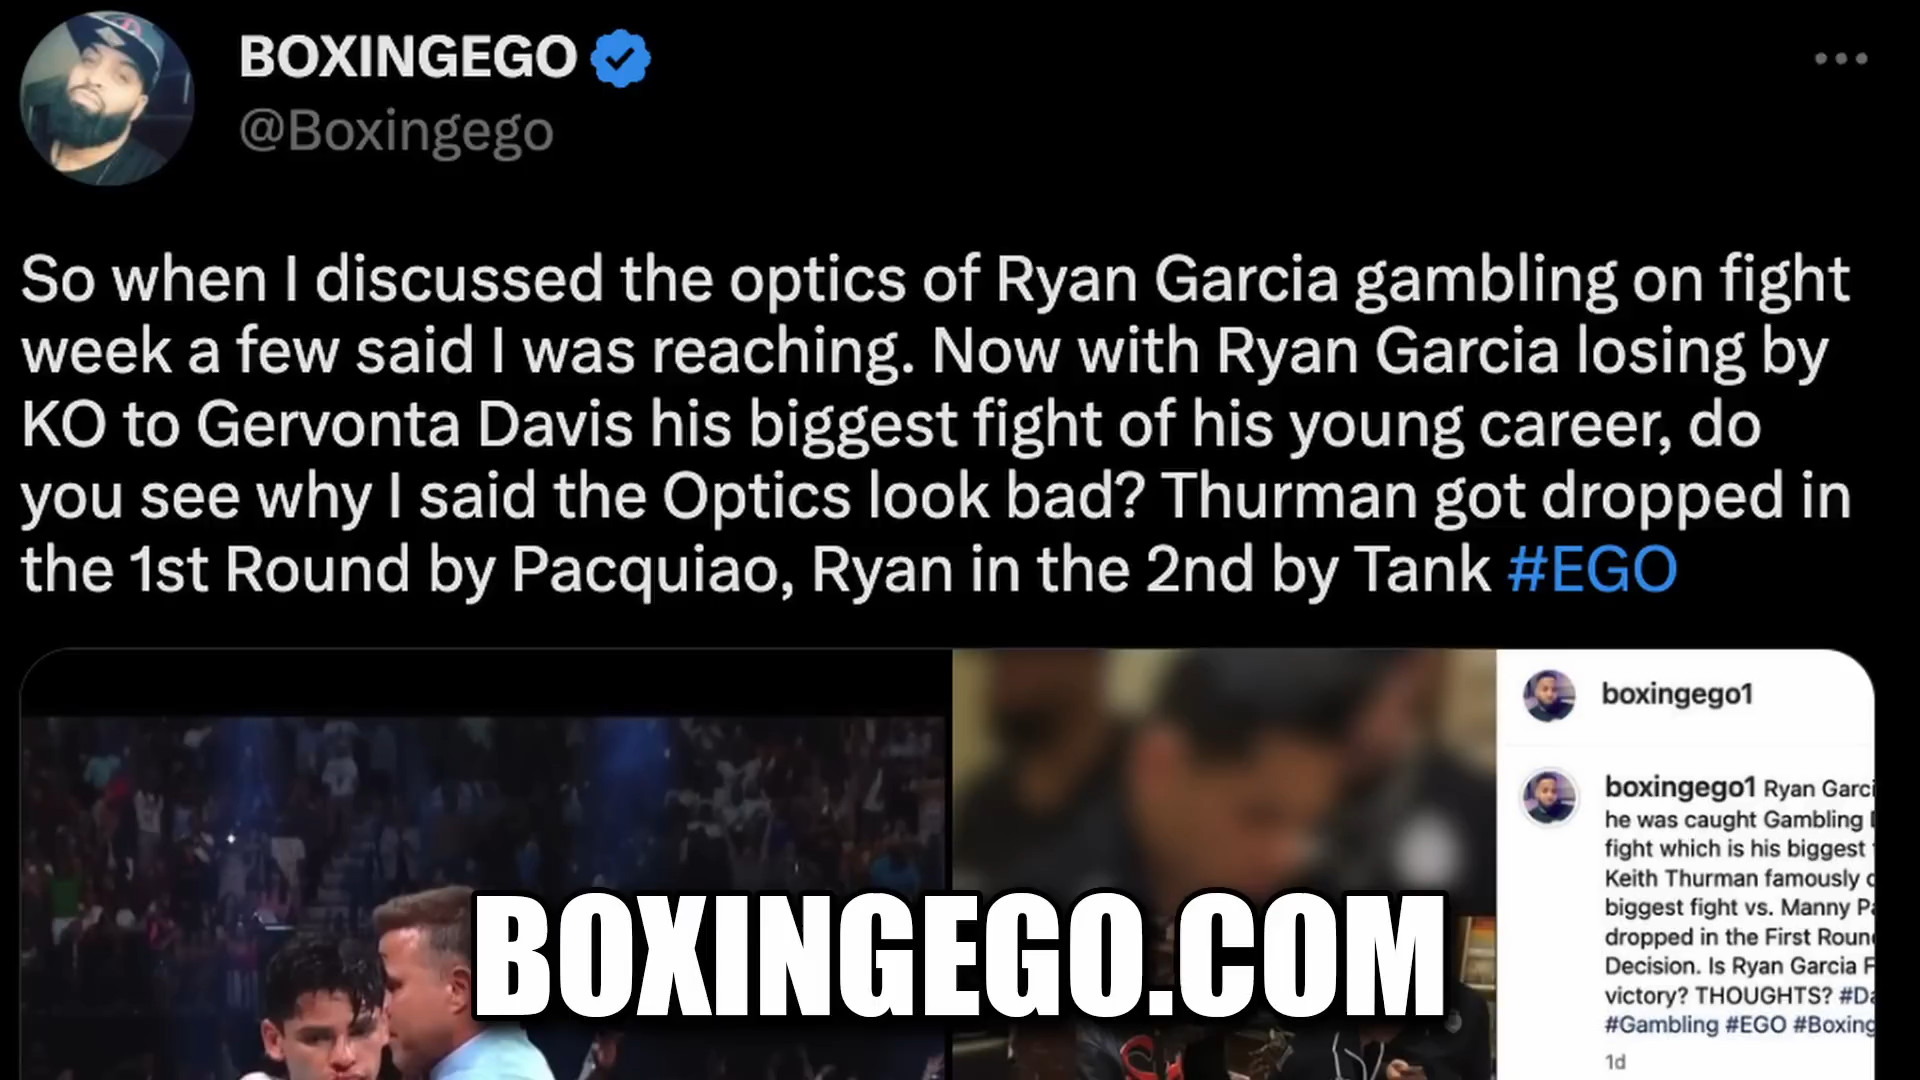 BOXINGEGO
@Boxingego
So when I discussed the optics of Ryan Garcia gambling on fight
week a few said I was reaching. Now with Ryan Garcia losing by
KO to Gervonta Davis his biggest fight of his young career, do
you see why I said the Optics look bad? Thurman got dropped in
the 1st Round by Pacquiao, Ryan in the 2nd by Tank #EGO
boxingego1
boxingego1 Ryan Garci
he was caught Gambling
fight which is his biggest
Keith Thurman famously
biggest fight vs. Manny
dropped in the First
Decision. Is Ryan Garcia
victory? THOUGHTS?
#Gambling #EGO #Boxing
1d
BOXINGEGO.COM